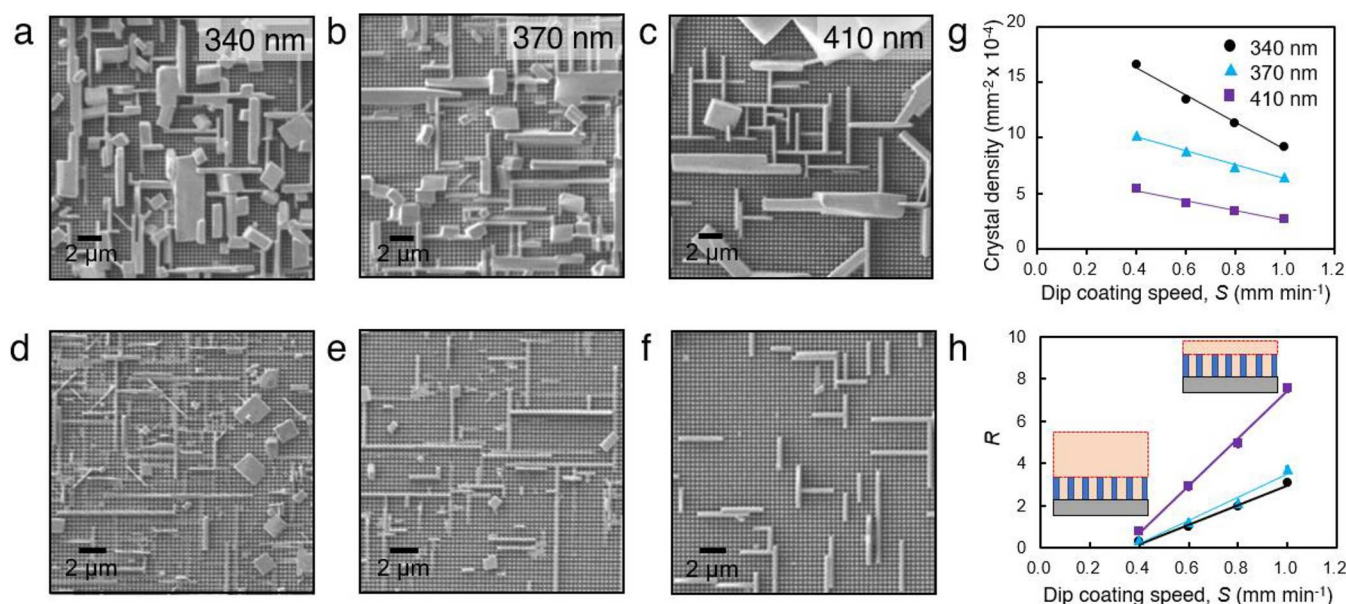 a
340 nm
2 µm
b
370 nm
2 µm
c
410 nm
2 µm
g
20
15
10
5
0
340 nm
370 nm
410 nm
Crystal density (mm-2 x 10-4)
0.0 0.2 0.4 0.6 0.8 1.0 1.2
Dip coating speed, S (mm min-1)
d
2 µm
e
2 µm
f
2 µm
h
10
8
6
4
2
0
R
0.0 0.2 0.4 0.6 0.8 1.0 1.2
Dip coating speed, S (mm min-1)